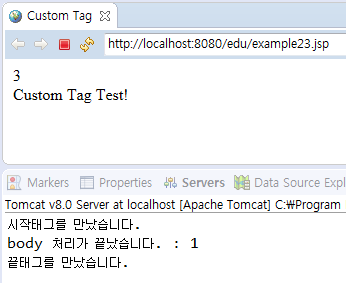 Custom Tag
http://localhost:8080/edu/example23.jsp
3
Custom Tag Test!
Markers Properties Servers Data Source Expl
Tomcat v8.0 Server at localhost [Apache Tomcat] C:₩Program
시작태그를 만났습니다.
body 처리가 끝났습니다. : 1
끝태그를 만났습니다.